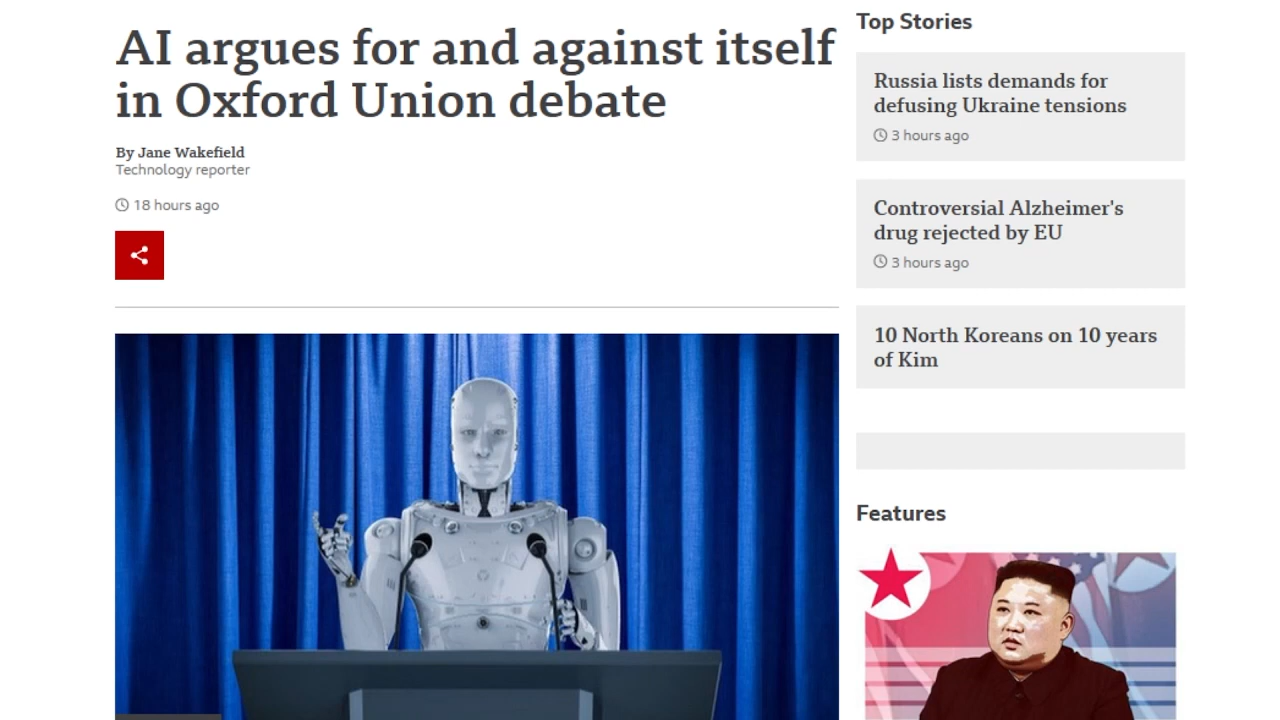 AI argues for and against itself
in Oxford Union debate
By Jane Wakefield
Technology reporter
18 hours ago
Top Stories
Russia lists demands for
defusing Ukraine tensions
3 hours ago
Controversial Alzheimer's
drug rejected by EU
3 hours ago
10 North Koreans on 10 years
of Kim
Features